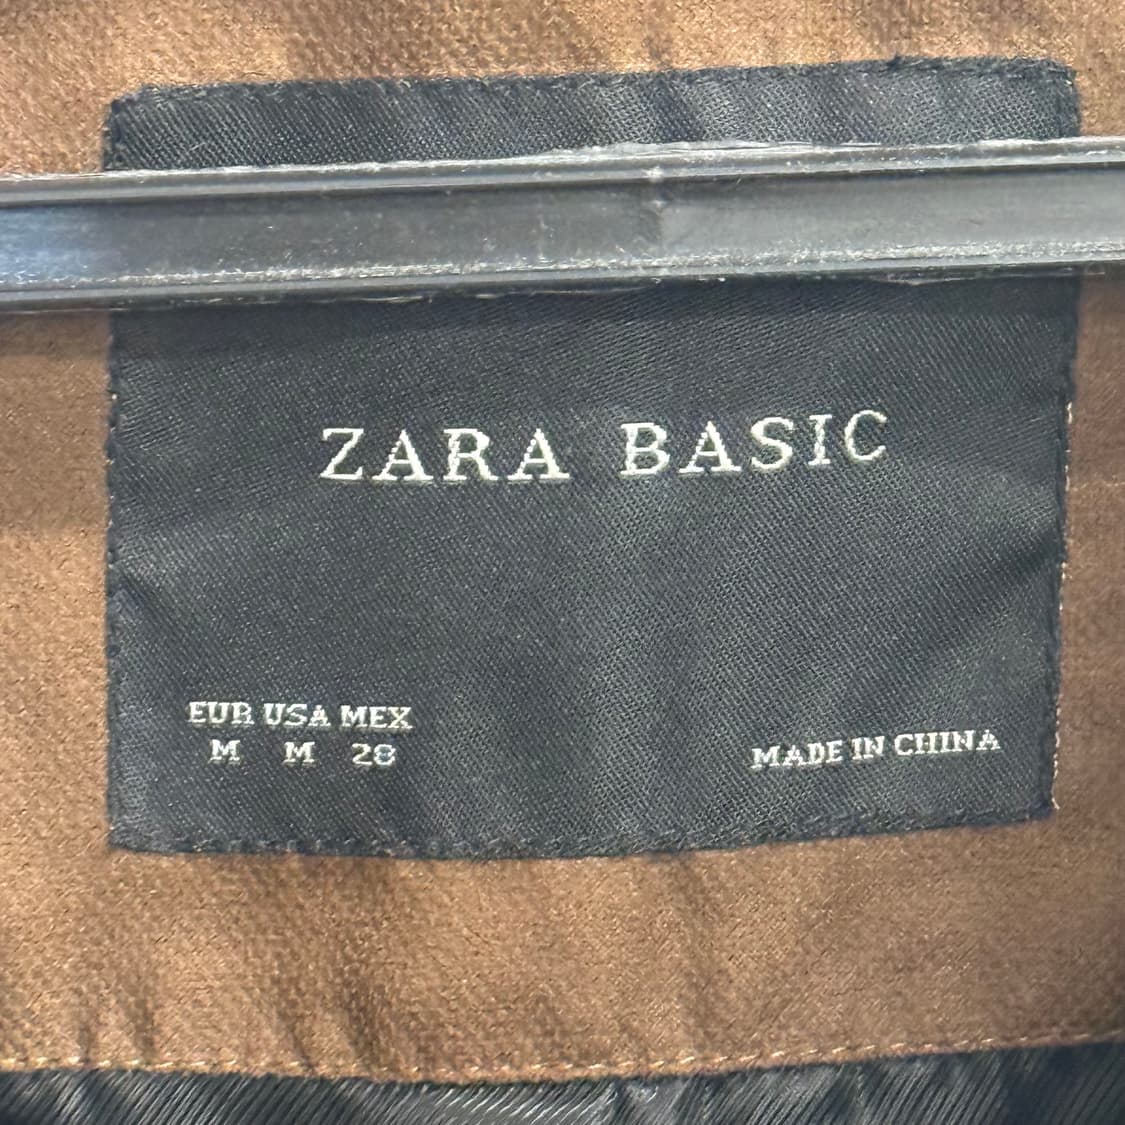 ZARA BASIC
EUR USA MEX
M M 28
MADE IN CHINA